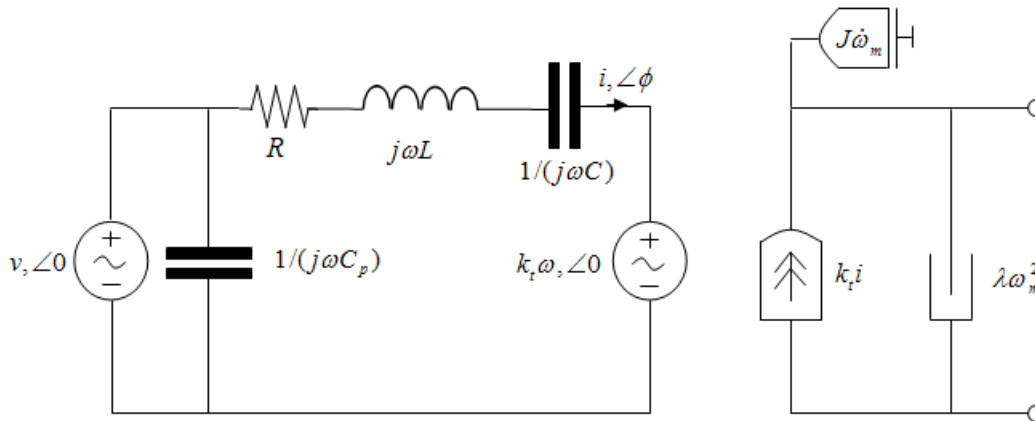 Jω̇ₘ
i,∠ϕ
R
jωL
1/(jωC)
+
−
v,∠0
1/(jωCₚ)
kₜω,∠0
+
−
kₜi
λωₘ²